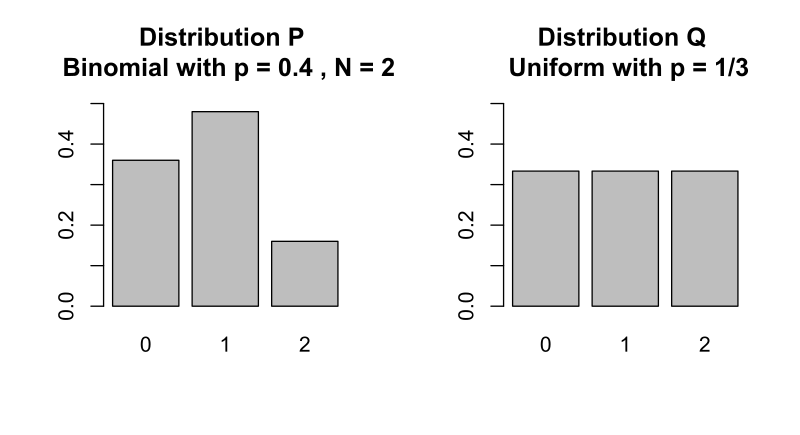 Distribution P
Binomial with p = 0.4 , N = 2
0.4
0.2
0.0
0 1 2
Distribution Q
Uniform with p = 1/3
0.4
0.2
0.0
0 1 2